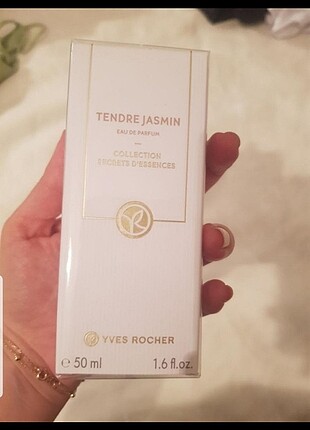 TENDRE JASMIN
EAU DE PARFUM
COLLECTION
SECRETS D'ESSENCES
YVES ROCHER
℮ 50 ml 1.6 fl.oz.